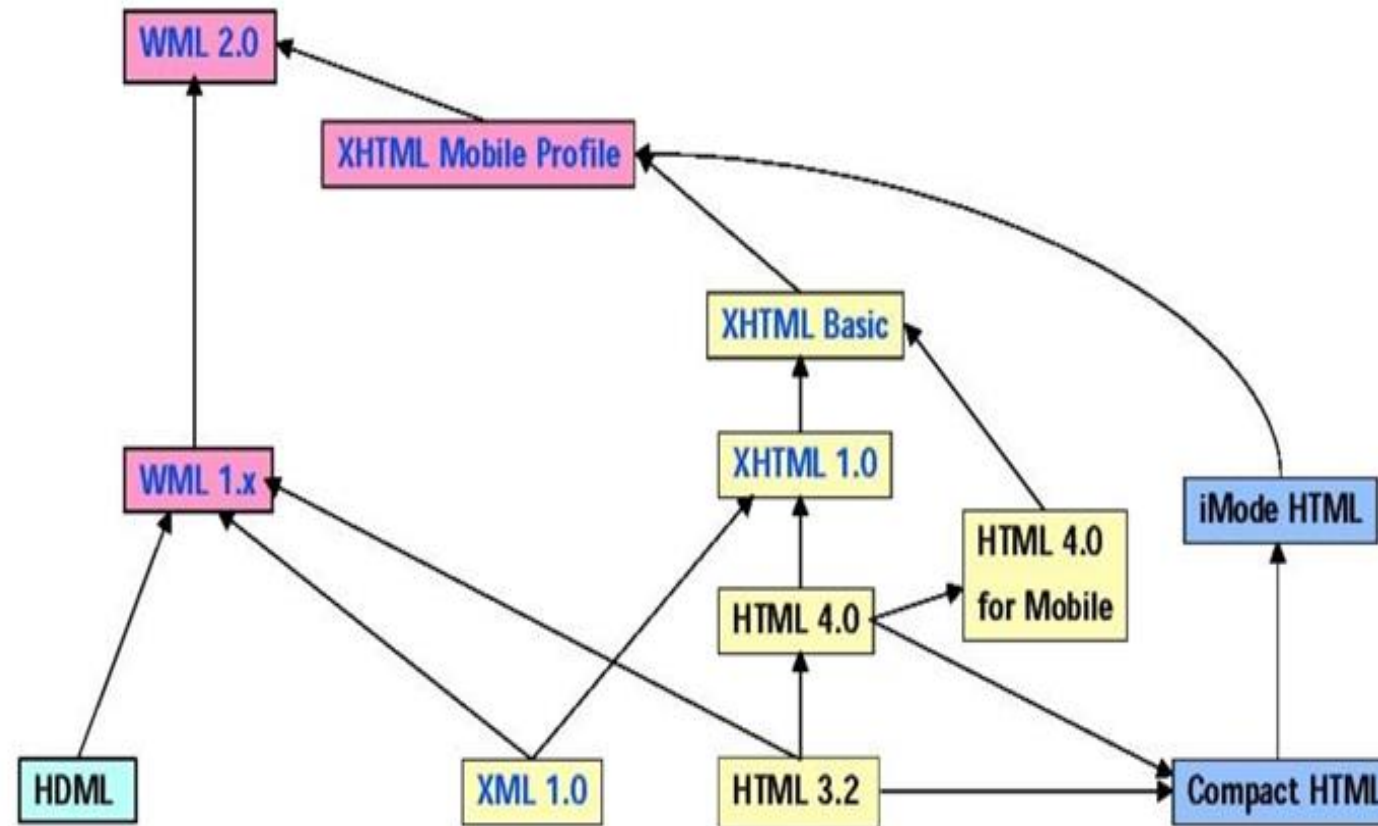 WML 2.0
XHTML Mobile Profile
XHTML Basic
XHTML 1.0
WML 1.x
iMode HTML
HTML 4.0
for Mobile
HTML 4.0
HDML
XML 1.0
HTML 3.2
Compact HTML